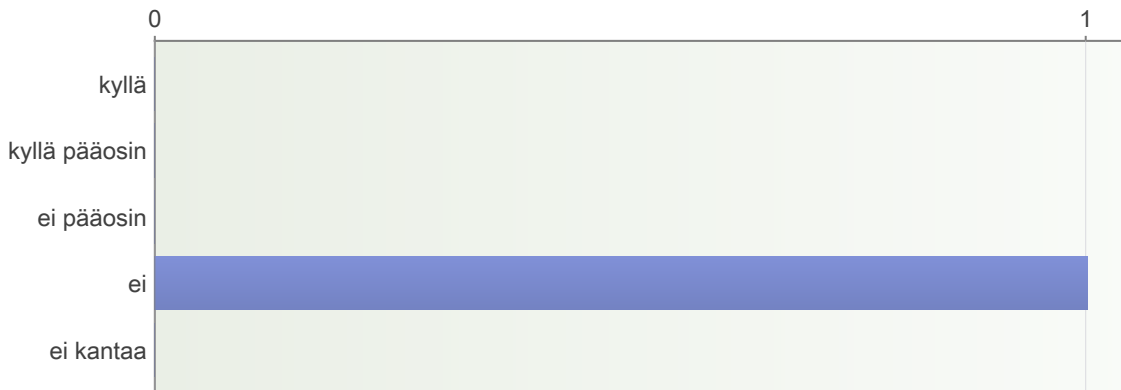 0 1
kyllä
kyllä pääosin
ei pääosin
ei
ei kantaa